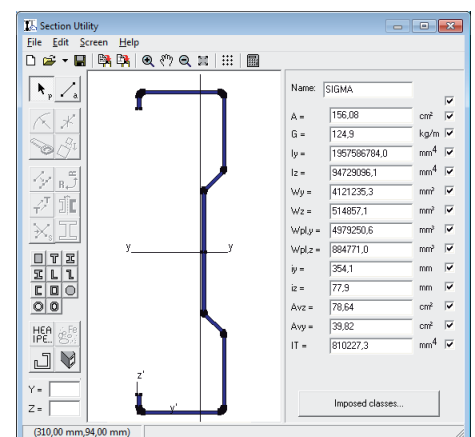 Section Utility
File Edit Screen Help
P
a
R
HEA
IPE..
Fe
Y =
Z =
y
y
z'
y'
Name: SIGMA
A = 156,08 cm²
G = 124,9 kg/m
Iy = 1957586784,0 mm4
Iz = 94729096,1 mm4
Wy = 4121235,3 mm³
Wz = 514857,1 mm³
Wpl,y = 4979250,6 mm³
Wpl,z = 884771,0 mm³
iy = 354,1 mm
iz = 77,9 mm
Avz = 78,64 cm²
Avy = 39,82 cm²
IT = 810227,3 mm4
Imposed classes...
(310,00 mm,94,00 mm)